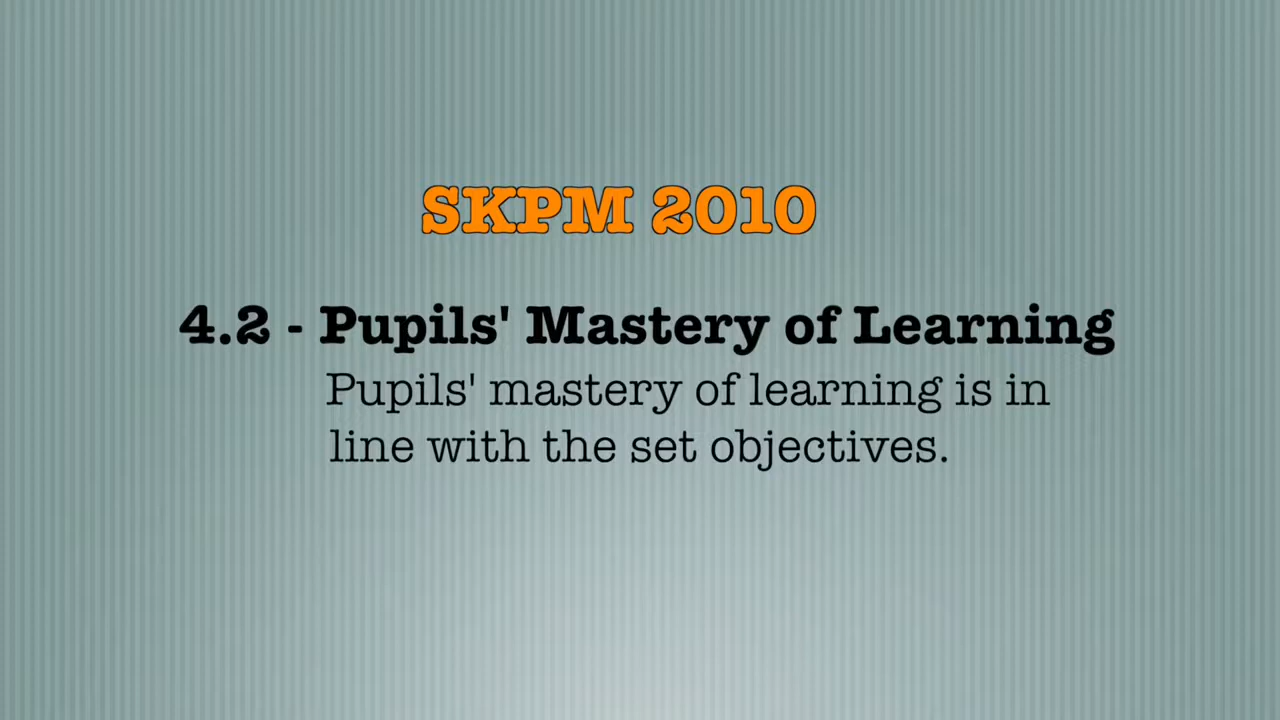 SKPM 2010
4.2 - Pupils' Mastery of Learning
Pupils' mastery of learning is in
line with the set objectives.